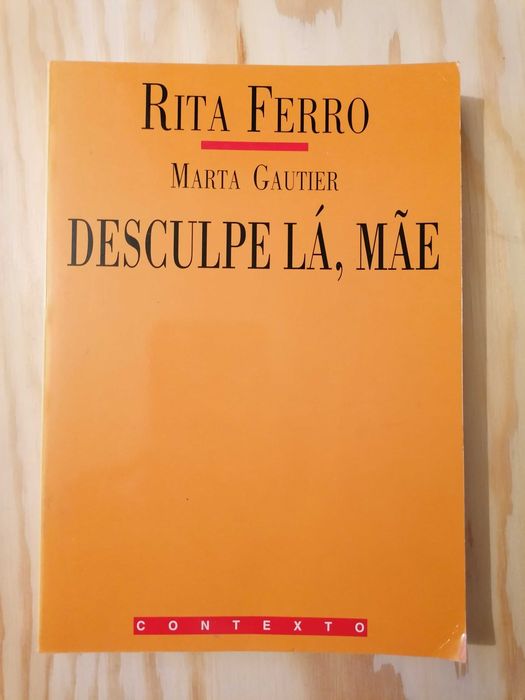 RITA FERRO
MARTA GAUTIER
DESCULPE LÁ, MÃE
CONTEXTO